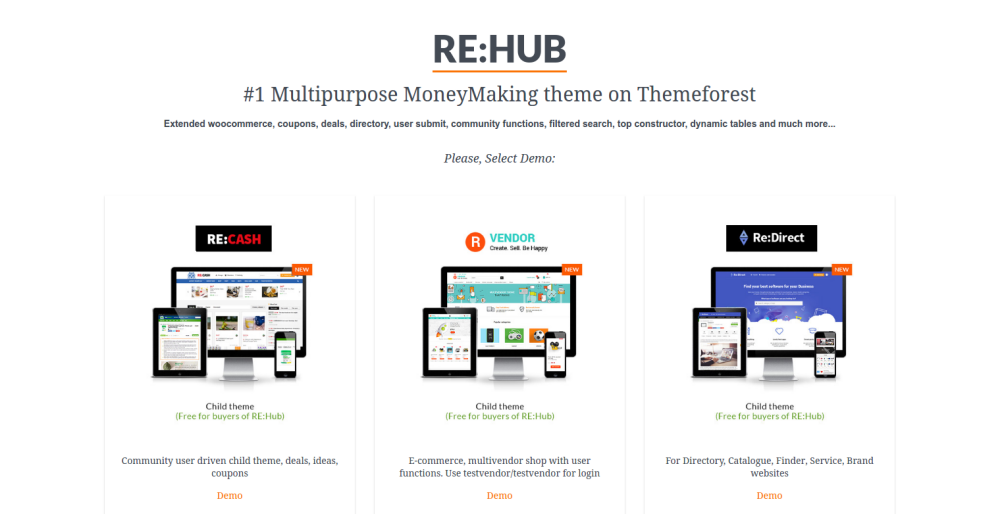 RE:HUB
#1 Multipurpose MoneyMaking theme on Themeforest
Extended woocommerce, coupons, deals, directory, user submit, community functions, filtered search, top constructor, dynamic tables and much more...
Please, Select Demo:
RE:CASH
NEW
Child theme
(Free for buyers of RE:Hub)
Community user driven child theme, deals, ideas,
coupons
Demo
R VENDOR
Create. Sell. Be Happy
NEW
Child theme
(Free for buyers of RE:Hub)
E-commerce, multivendor shop with user
functions. Use testvendor/testvendor for login
Demo
Re:Direct
NEW
Find your best software for your Business
Child theme
(Free for buyers of RE:Hub)
For Directory, Catalogue, Finder, Service, Brand
websites
Demo